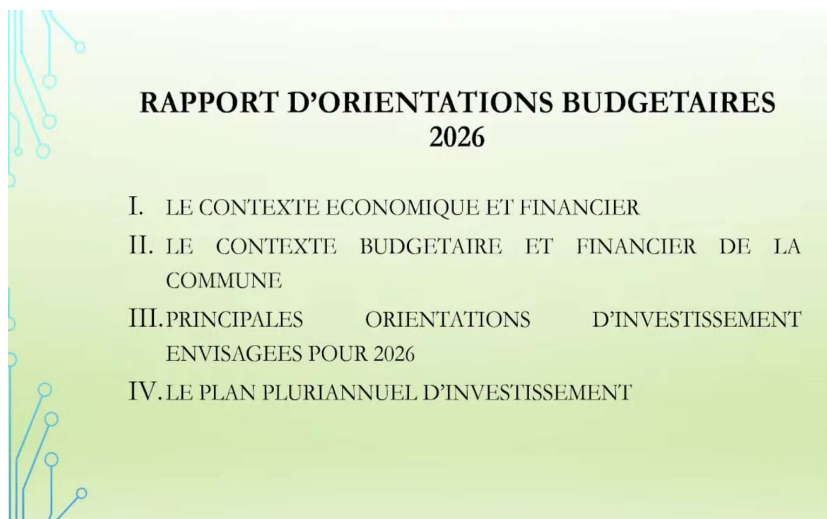 RAPPORT D'ORIENTATIONS BUDGETAIRES
2026
I. LE CONTEXTE ECONOMIQUE ET FINANCIER
II. LE CONTEXTE BUDGETAIRE ET FINANCIER DE LA
COMMUNE
III. PRINCIPALES ORIENTATIONS D'INVESTISSEMENT
ENVISAGEES POUR 2026
IV. LE PLAN PLURIANNUEL D'INVESTISSEMENT